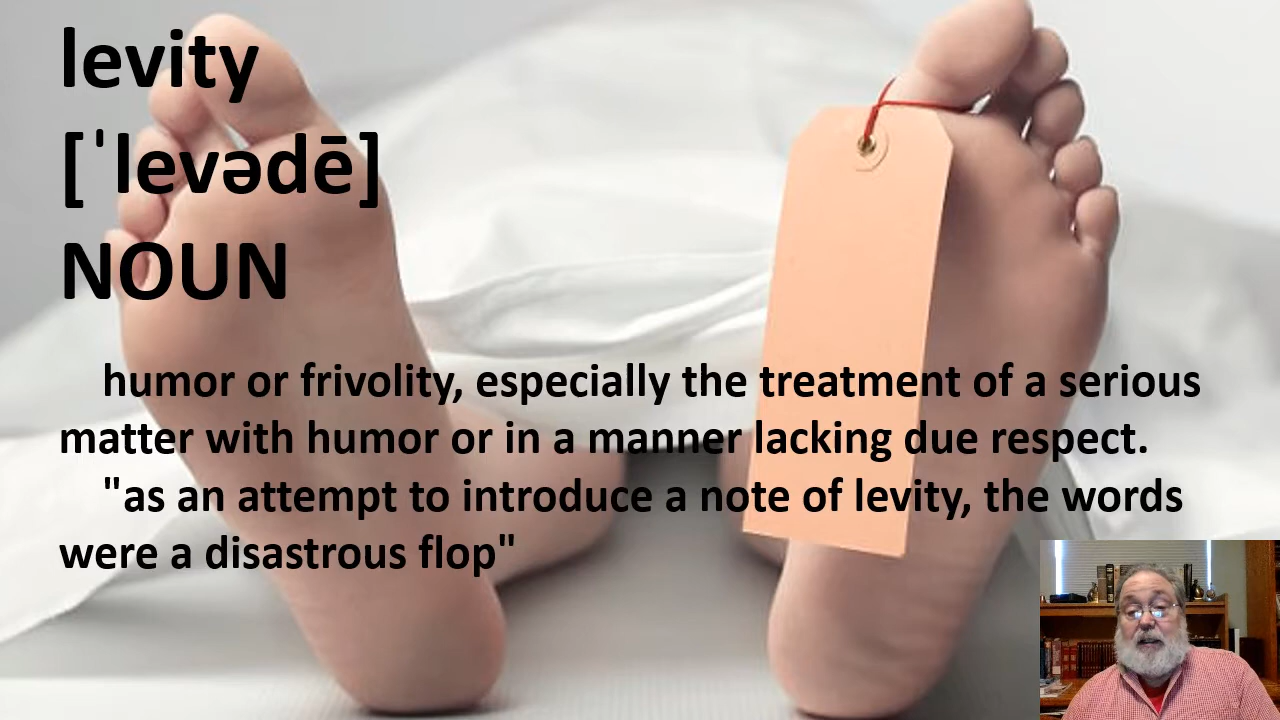 levity
[ˈlevədē]
NOUN
humor or frivolity, especially the treatment of a serious
matter with humor or in a manner lacking due respect.
"as an attempt to introduce a note of levity, the words
were a disastrous flop"